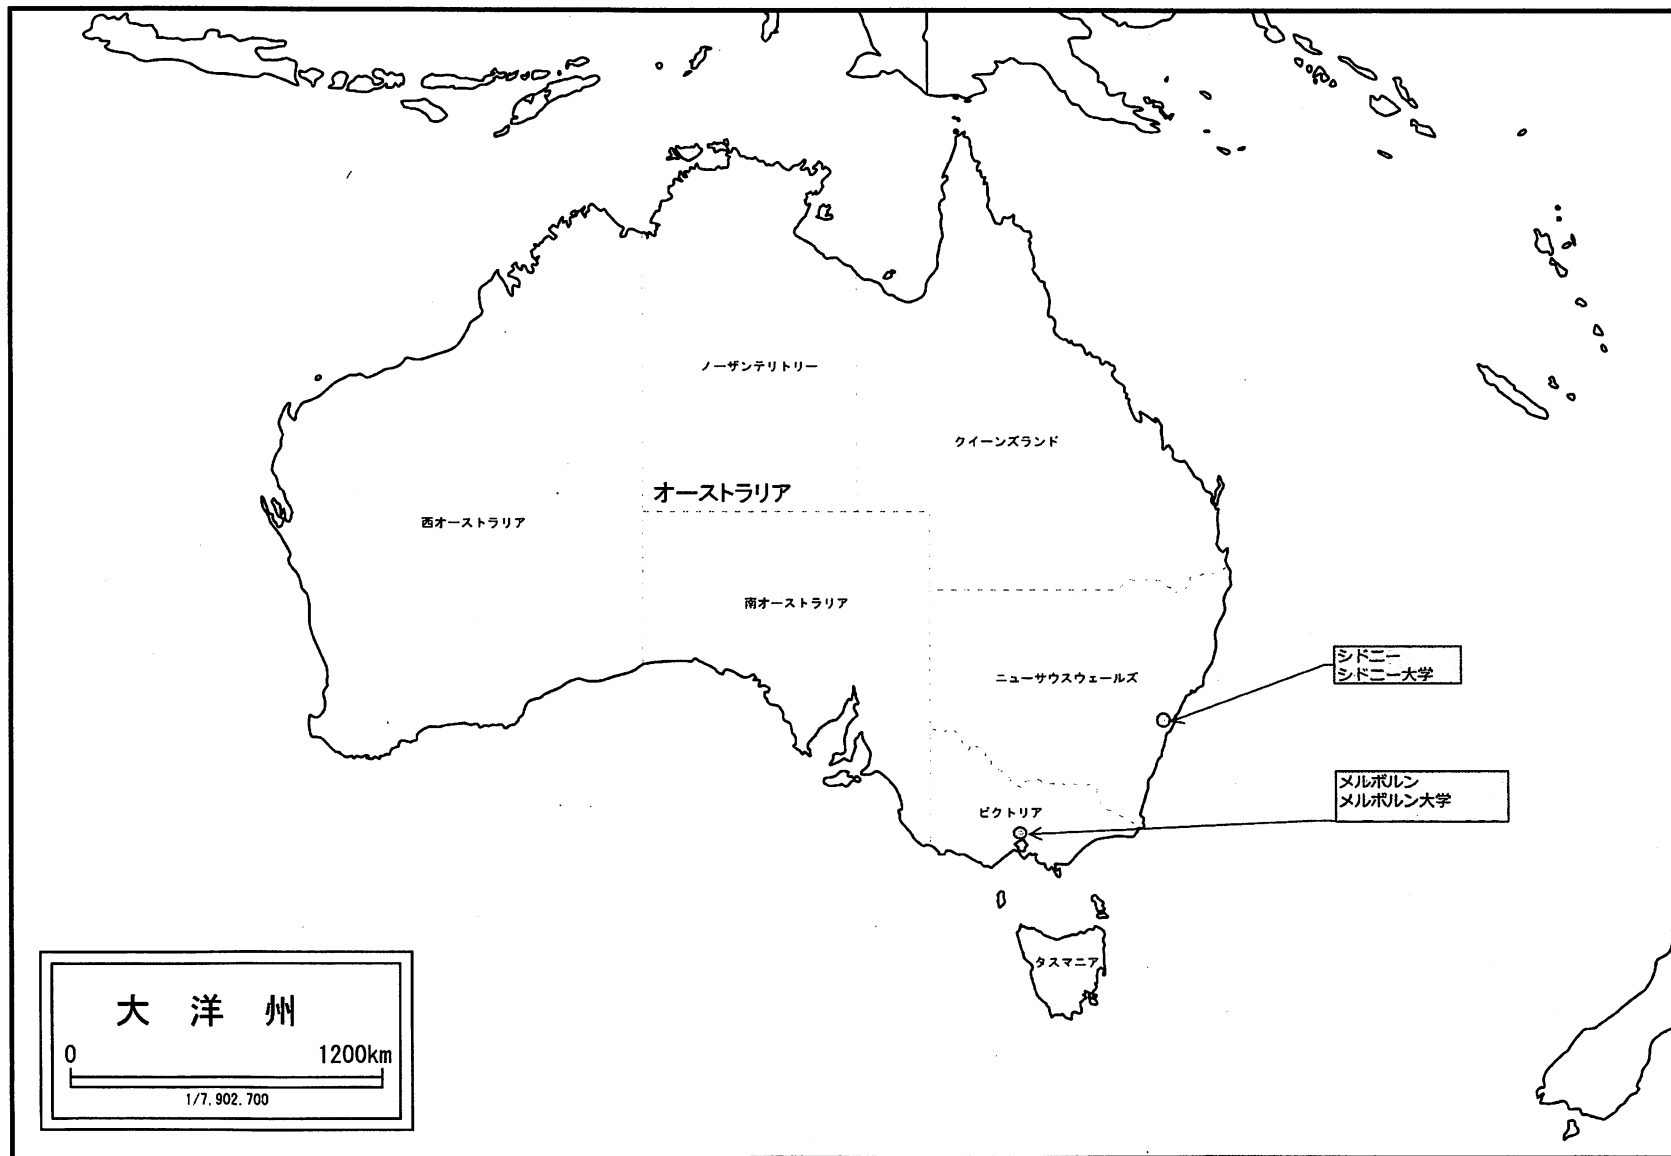 ノーザンテリトリー
クイーンズランド
オーストラリア
西オーストラリア
南オーストラリア
ニューサウスウェールズ
シドニー
シドニー大学
メルボルン
メルボルン大学
ビクトリア
タスマニア
大洋州
0 1200km
1/7,902,700